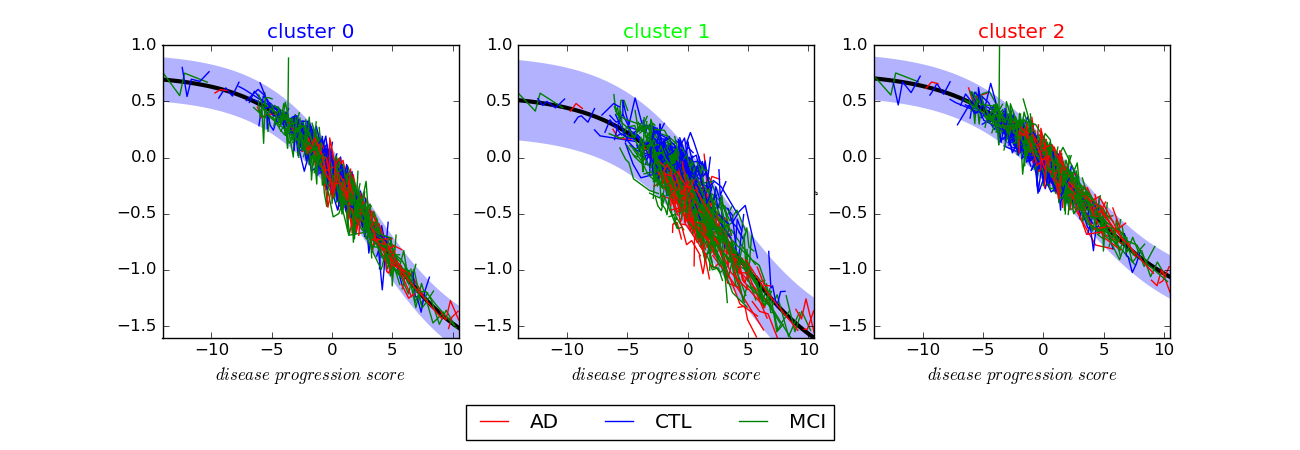 cluster 0 cluster 1 cluster 2
1.0 1.0 1.0
0.5 0.5 0.5
0.0 0.0 0.0
−0.5 −0.5 −0.5
−1.0 −1.0 −1.0
−1.5 −1.5 −1.5
−10 −5 0 5 10 −10 −5 0 5 10 −10 −5 0 5 10
disease progression score disease progression score disease progression score
AD CTL MCI